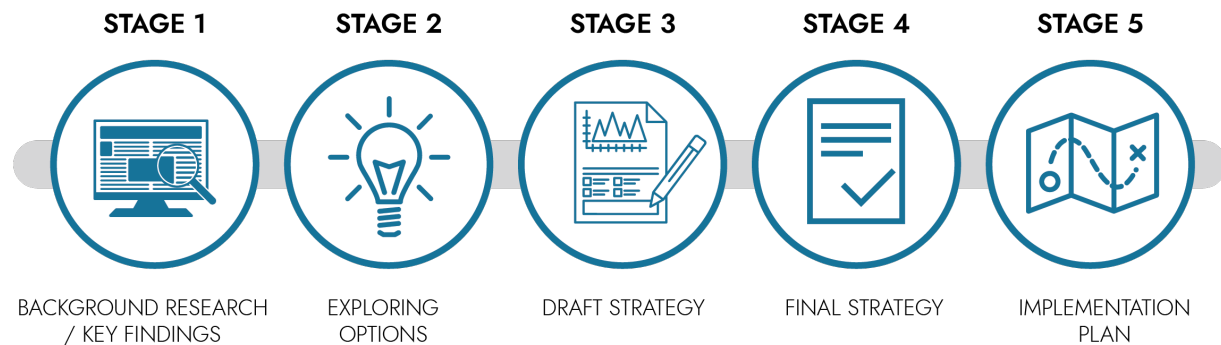 STAGE 1
STAGE 2
STAGE 3
STAGE 4
STAGE 5
BACKGROUND RESEARCH
/ KEY FINDINGS
EXPLORING
OPTIONS
DRAFT STRATEGY
FINAL STRATEGY
IMPLEMENTATION
PLAN